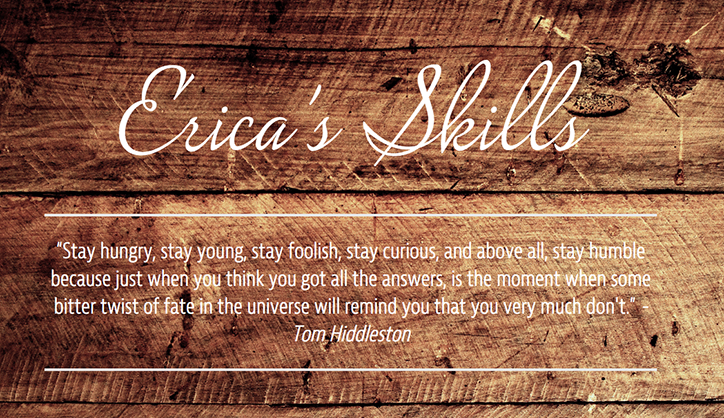 Erica's Skills
“Stay hungry, stay young, stay foolish, stay curious, and above all, stay humble
because just when you think you got all the answers, is the moment when some
bitter twist of fate in the universe will remind you that you very much don't.” -
Tom Hiddleston